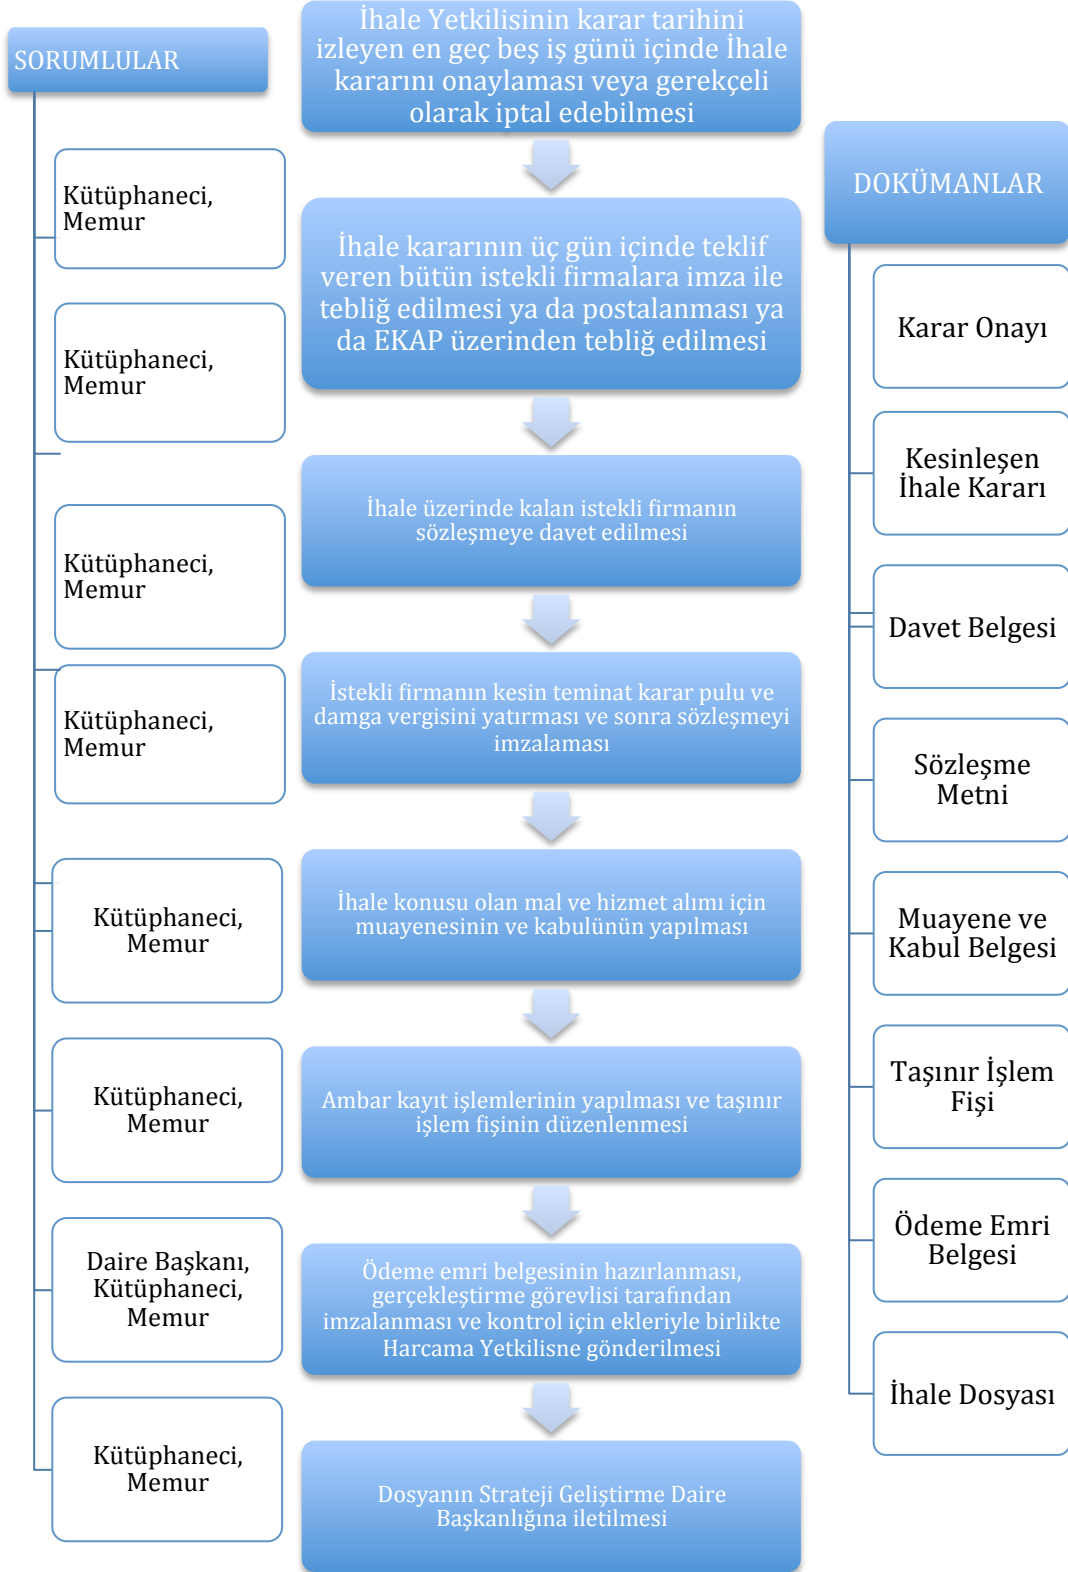 SORUMLULAR
Kütüphaneci,
Memur
Kütüphaneci,
Memur
Kütüphaneci,
Memur
Kütüphaneci,
Memur
Kütüphaneci,
Memur
Kütüphaneci,
Memur
Daire Başkanı,
Kütüphaneci,
Memur
Kütüphaneci,
Memur
İhale Yetkilisinin karar tarihini
izleyen en geç beş iş günü içinde İhale
kararını onaylaması veya gerekçeli
olarak iptal edebilmesi
İhale kararının üç gün içinde teklif
veren bütün istekli firmalara imza ile
tebliğ edilmesi ya da postalanması ya
da EKAP üzerinden tebliğ edilmesi
İhale üzerinde kalan istekli firmanın
sözleşmeye davet edilmesi
İstekli firmanın kesin teminat karar pulu ve
damga vergisini yatırması ve sonra sözleşmeyi
imzalaması
İhale konusu olan mal ve hizmet alımı için
muayenesinin ve kabulünün yapılması
Ambar kayıt işlemlerinin yapılması ve taşınır
işlem fişinin düzenlenmesi
Ödeme emri belgesinin hazırlanması,
gerçekleştirme görevlisi tarafından
imzalanması ve kontrol için ekleriyle birlikte
Harcama Yetkilisne gönderilmesi
Dosyanın Strateji Geliştirme Daire
Başkanlığına iletilmesi
DOKÜMANLAR
Karar Onayı
Kesinleşen
İhale Kararı
Davet Belgesi
Sözleşme
Metni
Muayene ve
Kabul Belgesi
Taşınır İşlem
Fişi
Ödeme Emri
Belgesi
İhale Dosyası